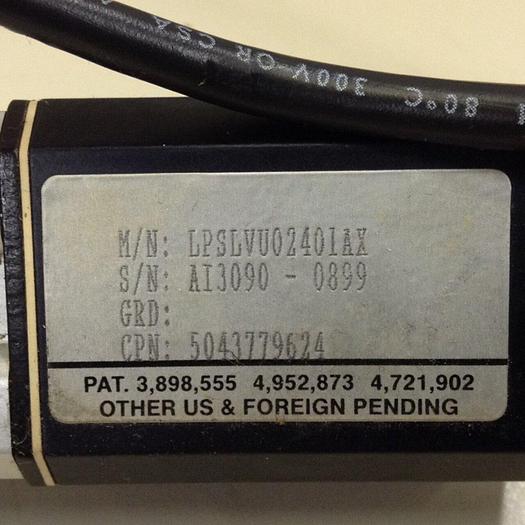 80°C 300V OR CSA
M/N: LPSLVU02401AX
S/N: AI3090 - 0899
GRD:
CPN: 5043779624
PAT. 3,898,555 4,952,873 4,721,902
OTHER US & FOREIGN PENDING